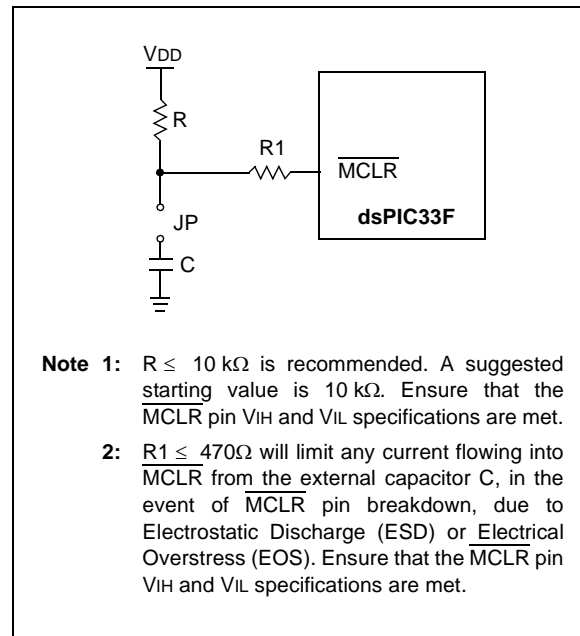 VDD
R
R1
MCLR
dsPIC33F
JP
C
Note 1: R ≤ 10 kΩ is recommended. A suggested
starting value is 10 kΩ. Ensure that the
MCLR pin VIH and VIL specifications are met.
2: R1 ≤ 470Ω will limit any current flowing into
MCLR from the external capacitor C, in the
event of MCLR pin breakdown, due to
Electrostatic Discharge (ESD) or Electrical
Overstress (EOS). Ensure that the MCLR pin
VIH and VIL specifications are met.